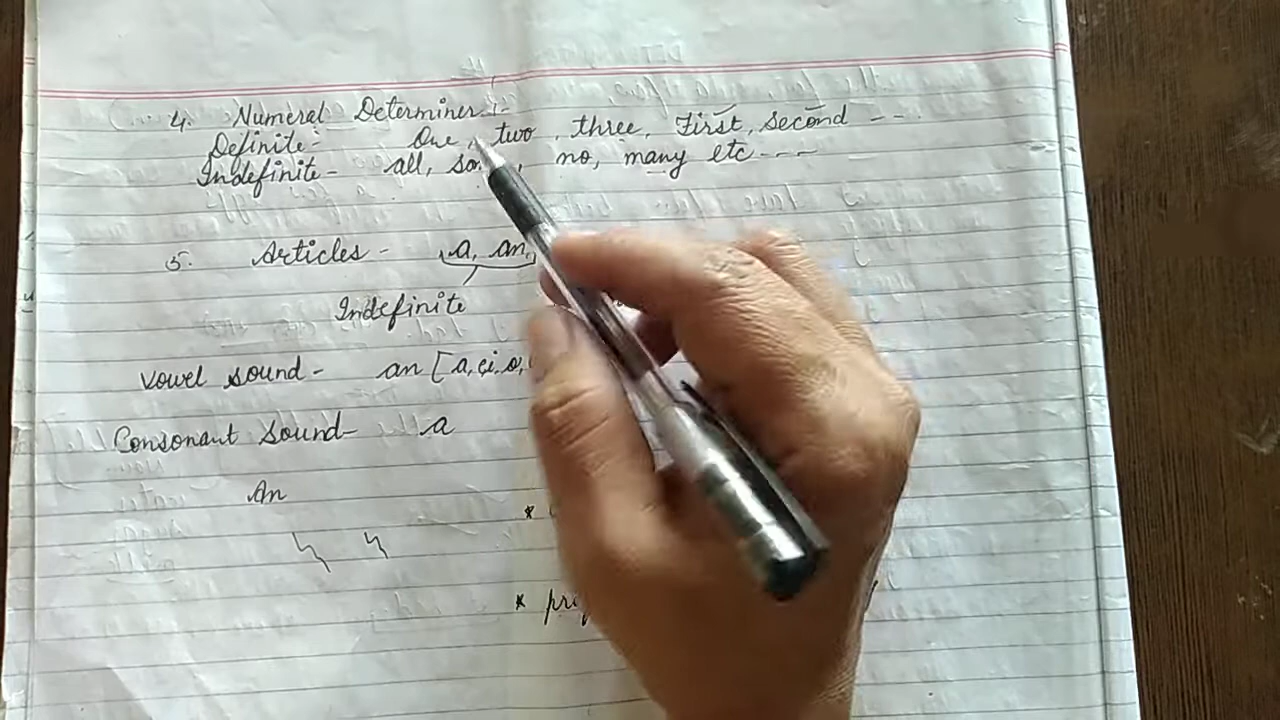 4. Numeral Determiner :-
Definite :- One, two, three, First, Second ---
Indefinite - all, no, many etc ---
5. Articles - a, an,
Indefinite
Vowel sound - an [a, e, i, o,
Consonant Sound - a
An
*
*